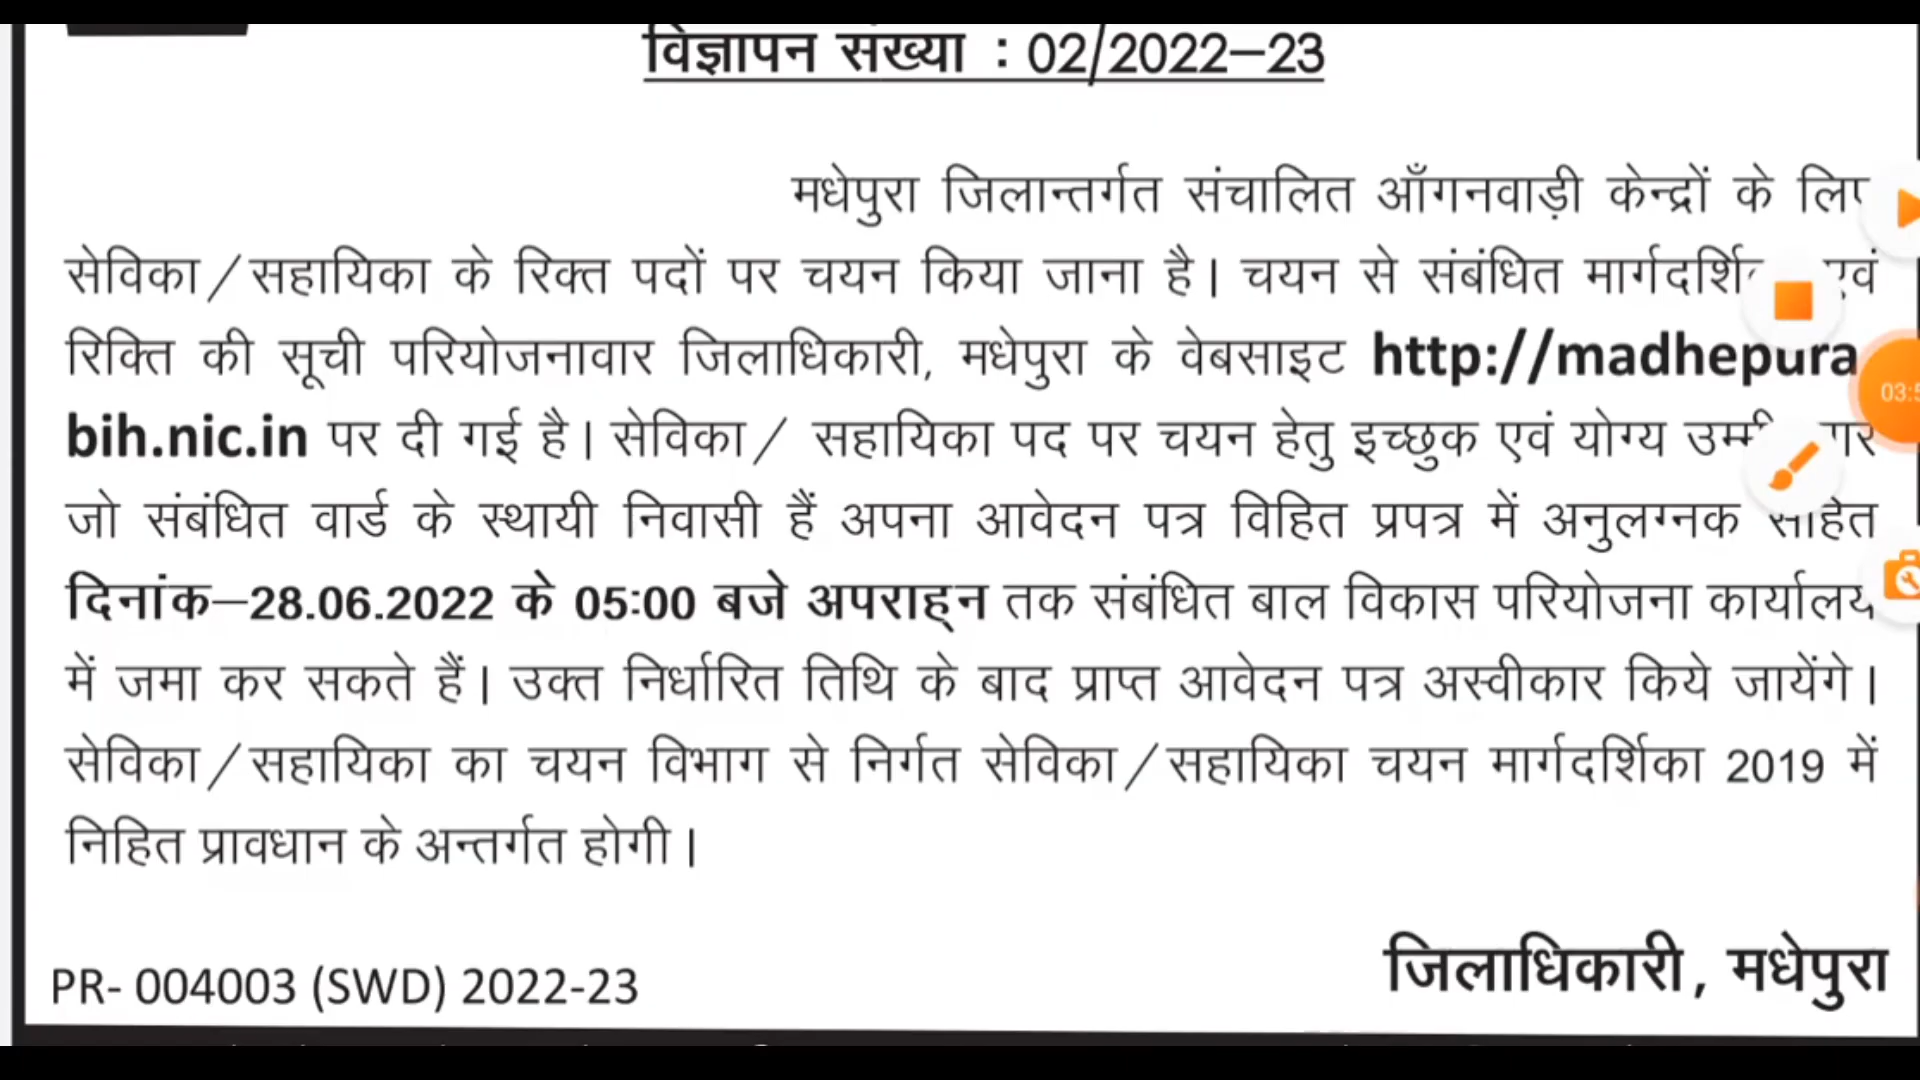 विज्ञापन संख्या : 02/2022–23
मधेपुरा जिलान्तर्गत संचालित आँगनवाड़ी केन्द्रों के
सेविका/सहायिका के रिक्त पदों पर चयन किया जाना है। चयन से संबंधित एवं
रिक्ति की सूची परियोजनावार जिलाधिकारी, मधेपुरा के वेबसाइट http://madhepura
bih.nic.in पर दी गई है। सेविका/ सहायिका पद पर चयन हेतु इच्छुक एवं योग्य
जो संबंधित वार्ड के स्थायी निवासी हैं अपना आवेदन पत्र विहित प्रपत्र में अनुलग्नक सहित
दिनांक–28.06.2022 के 05:00 बजे अपराह्न तक संबंधित बाल विकास परियोजना कार्यालय
में जमा कर सकते हैं। उक्त निर्धारित तिथि के बाद प्राप्त आवेदन पत्र अस्वीकार किये जायेंगे।
सेविका/सहायिका का चयन विभाग से निर्गत सेविका/सहायिका चयन मार्गदर्शिका 2019 में
निहित प्रावधान के अन्तर्गत होगी।
जिलाधिकारी, मधेपुरा
PR- 004003 (SWD) 2022-23